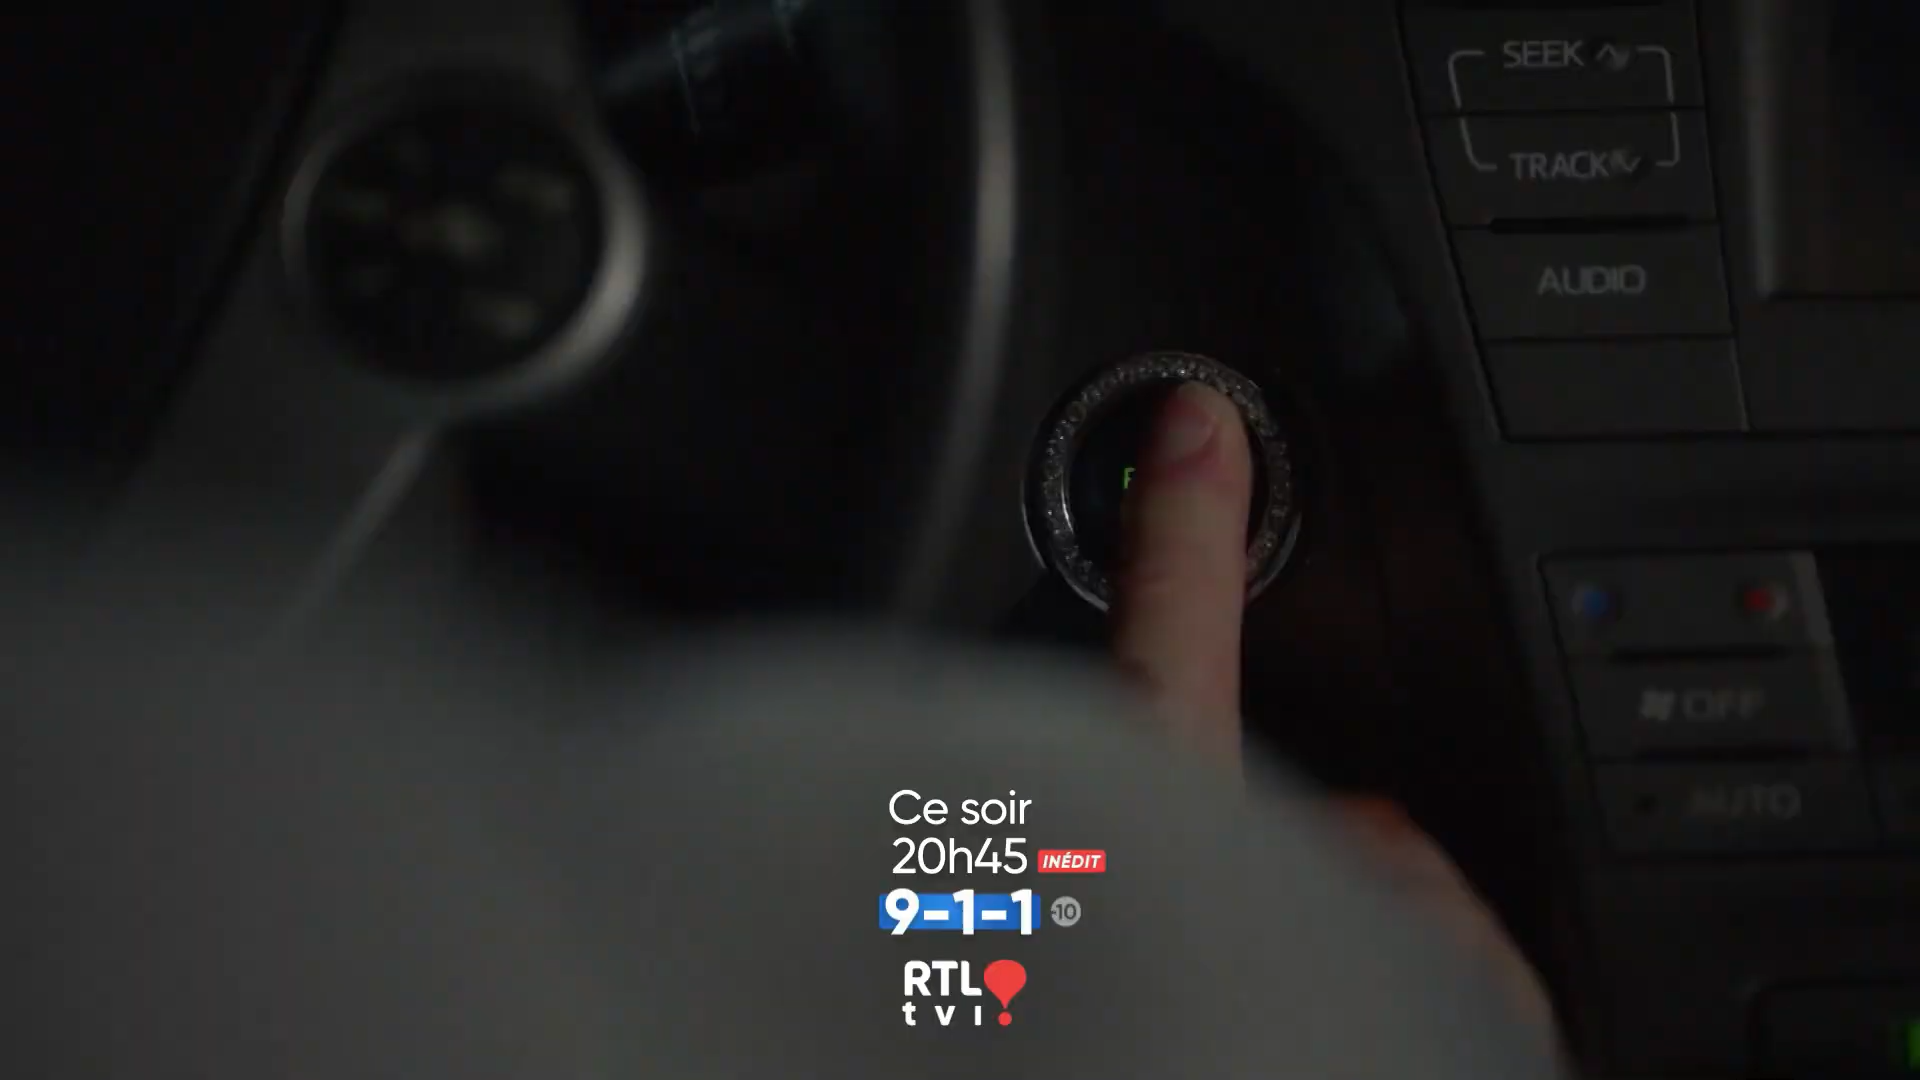 SEEK
TRACK
AUDIO
OFF
AUTO
Ce soir
20h45 INÉDIT
9-1-1 -10
RTL
tvi